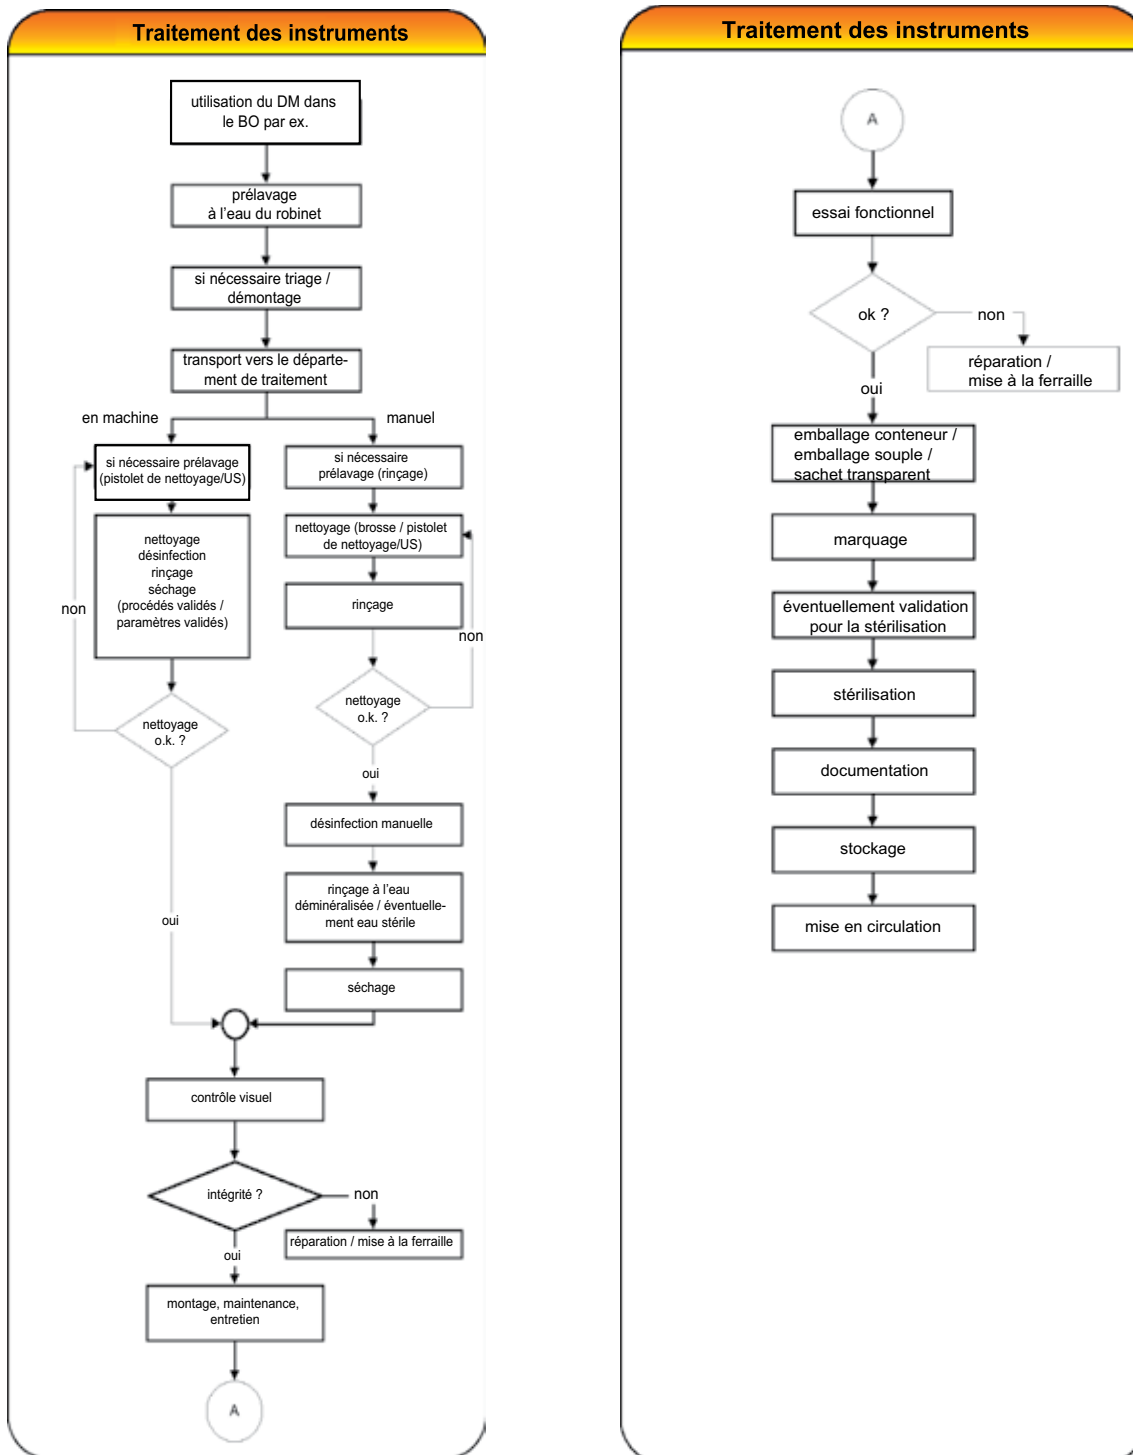 Traitement des instruments
utilisation du DM dans
le BO par ex.
prélavage
à l'eau du robinet
si nécessaire triage /
démontage
transport vers le départe-
ment de traitement
en machine
manuel
si nécessaire prélavage
(pistolet de nettoyage/US)
si nécessaire
prélavage (rinçage)
nettoyage
désinfection
rinçage
séchage
(procédés validés /
paramètres validés)
nettoyage (brosse / pistolet
de nettoyage/US)
rinçage
non
non
nettoyage
o.k. ?
nettoyage
o.k. ?
oui
désinfection manuelle
rinçage à l'eau
déminéralisée / éventuelle-
ment eau stérile
oui
séchage
contrôle visuel
intégrité ?
non
réparation / mise à la ferraille
oui
montage, maintenance,
entretien
A
Traitement des instruments
A
essai fonctionnel
ok ?
non
réparation /
mise à la ferraille
oui
emballage conteneur /
emballage souple /
sachet transparent
marquage
éventuellement validation
pour la stérilisation
stérilisation
documentation
stockage
mise en circulation